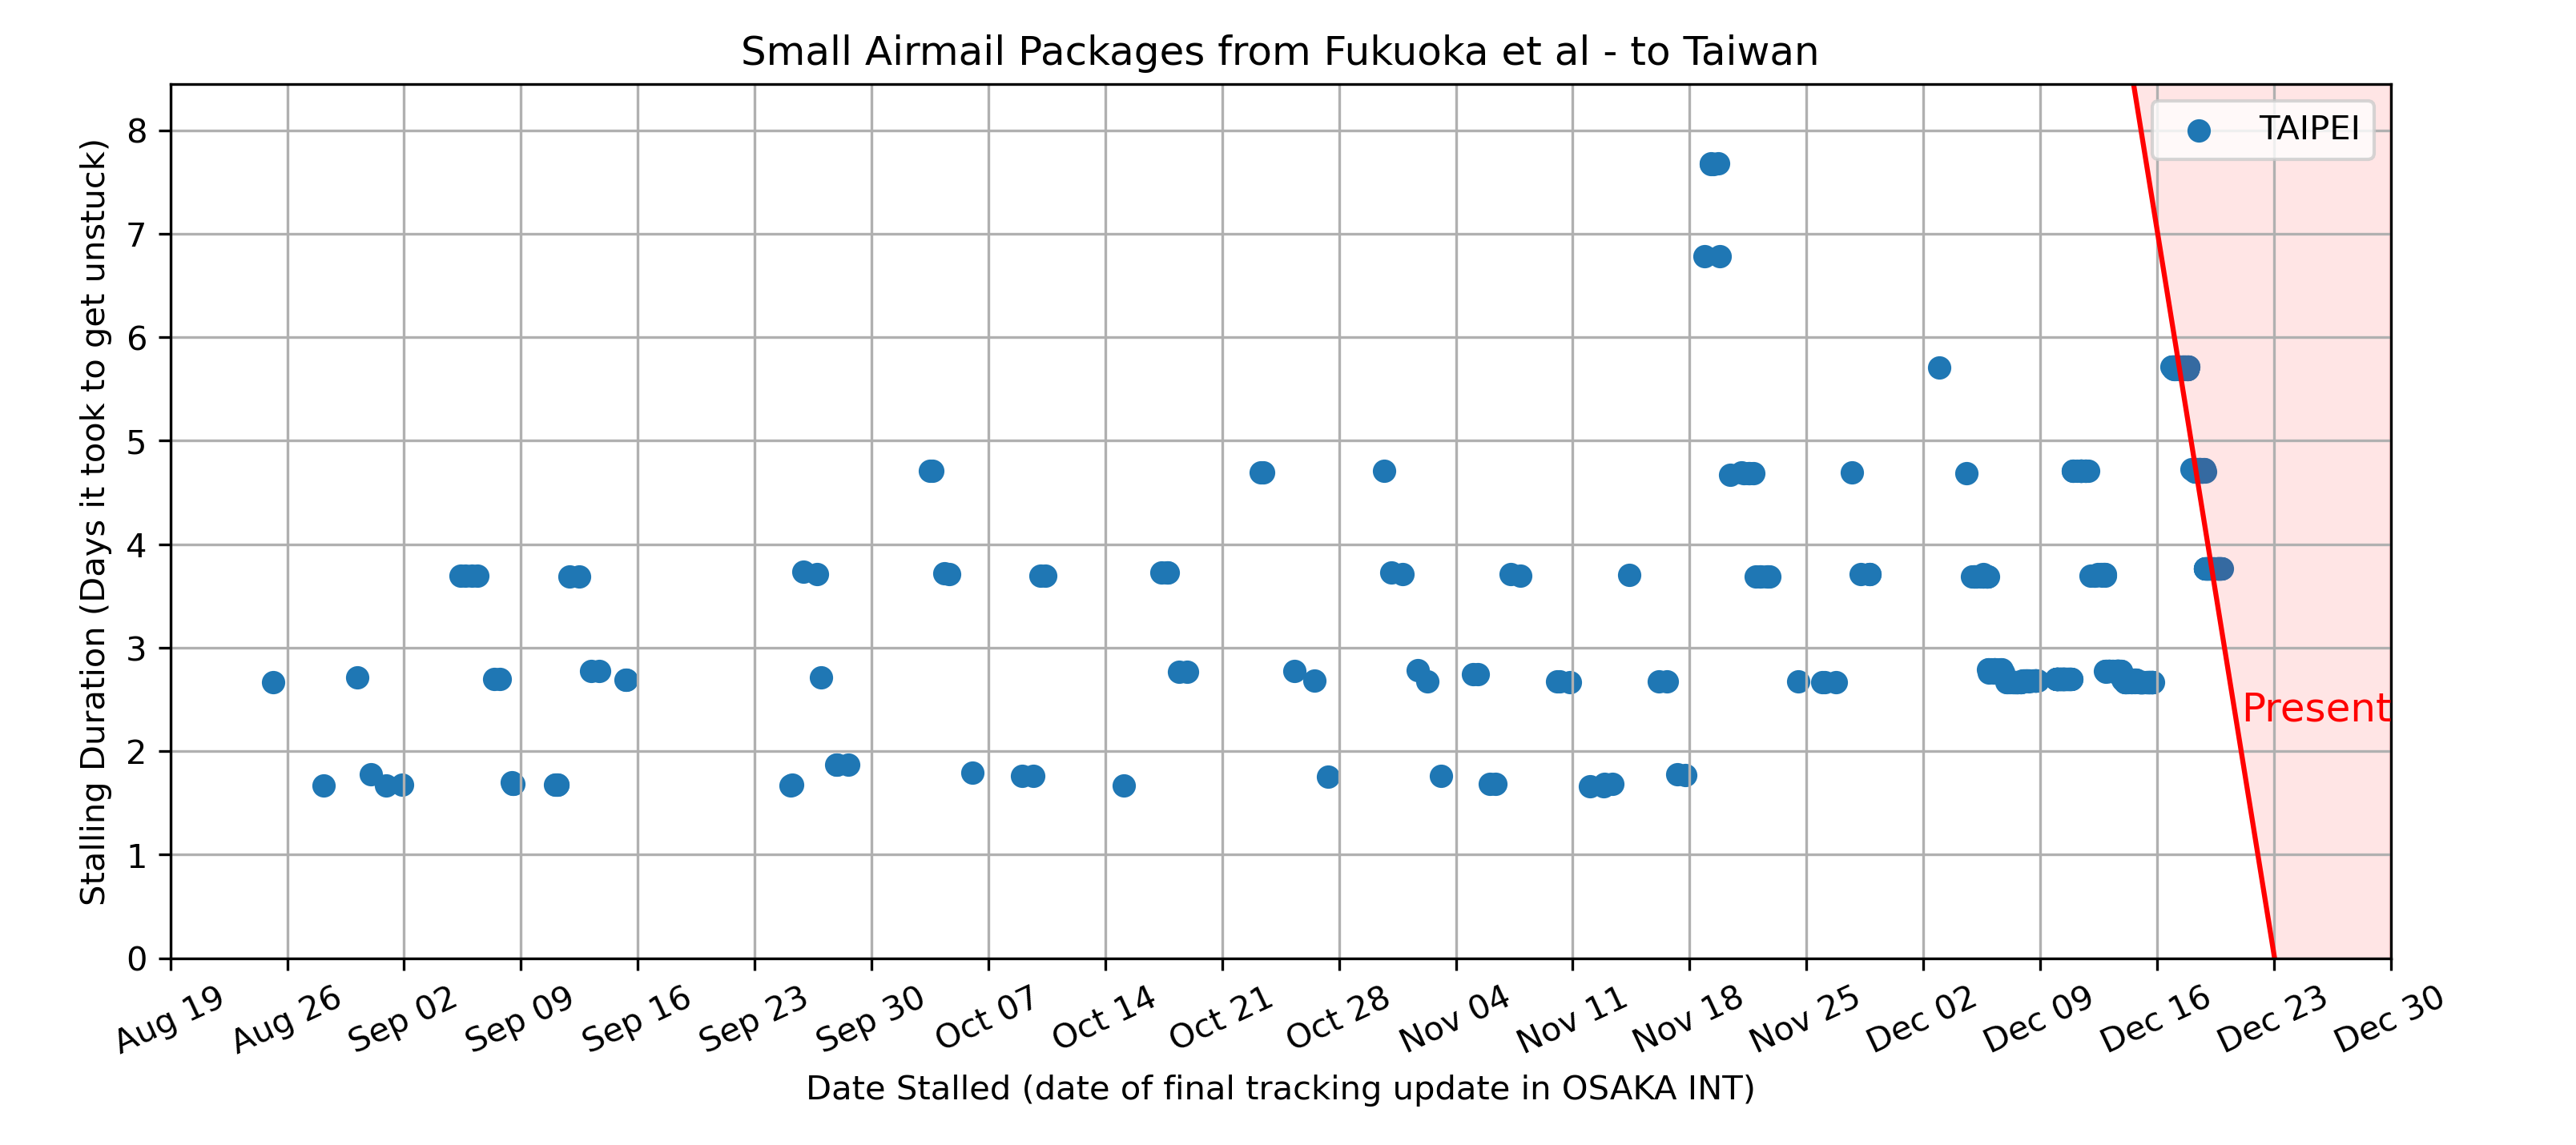 Small Airmail Packages from Fukuoka et al - to Taiwan
TAIPEI
Present
Stalling Duration (Days it took to get unstuck)
8
7
6
5
4
3
2
1
0
Aug 19
Aug 26
Sep 02
Sep 09
Sep 16
Sep 23
Sep 30
Oct 07
Oct 14
Oct 21
Oct 28
Nov 04
Nov 11
Nov 18
Nov 25
Dec 02
Dec 09
Dec 16
Dec 23
Dec 30
Date Stalled (date of final tracking update in OSAKA INT)